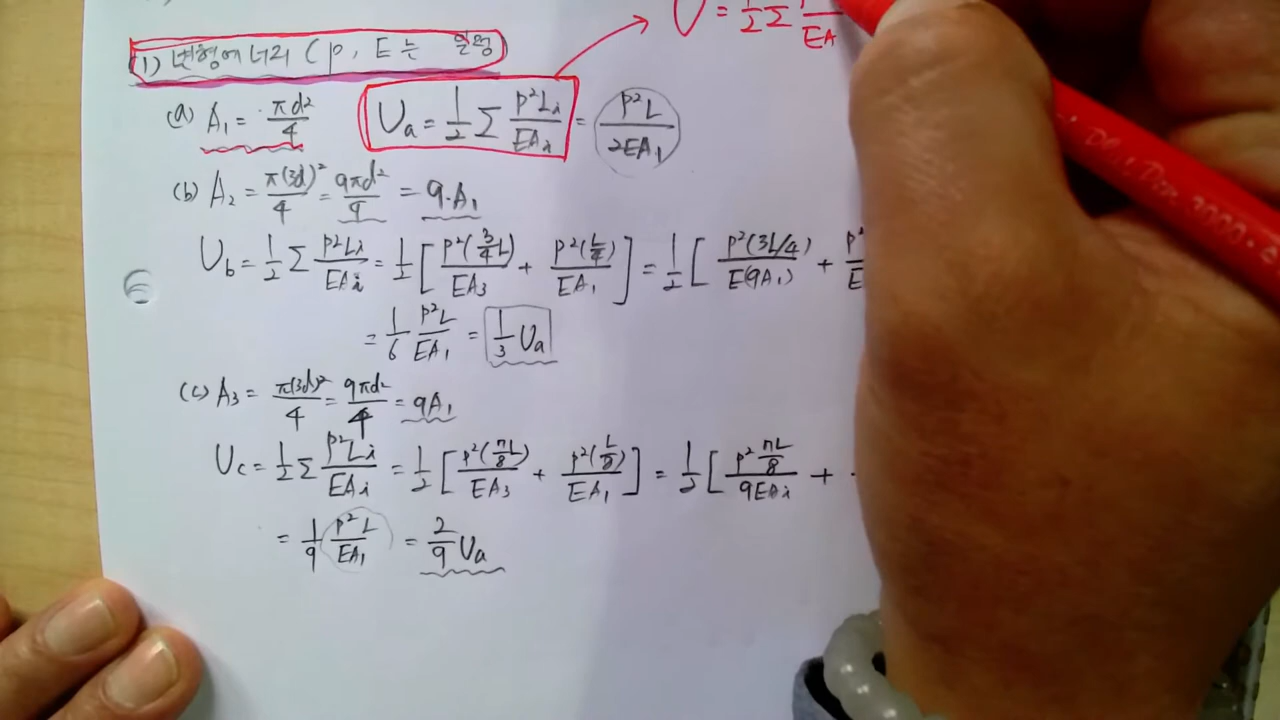 U = 1/2 Σ /EA
1) 변형에너지 (P, E는 일정
(a) A₁ = πd²/4 Uₐ = 1/2 Σ P²Lᵢ/EAᵢ = P²L/2EA₁
(b) A₂ = π(3d)²/4 = 9πd²/4 = 9·A₁
U_b = 1/2 Σ P²Lᵢ/EAᵢ = 1/2 [ P²(3/4 L)/EA₃ + P²(L/4)/EA₁ ] = 1/2 [ P²(3L/4)/E(9A₁) + P²/E
= 1/6 P²L/EA₁ = 1/3 Uₐ
(c) A₃ = π(3d)²/4 = 9πd²/4 = 9A₁
U_c = 1/2 Σ P²Lᵢ/EAᵢ = 1/2 [ P²(7L/8)/EA₃ + P²(L/8)/EA₁ ] = 1/2 [ P² 7L/8 / 9EAᵢ +
= 1/9 P²L/EA₁ = 2/9 Uₐ